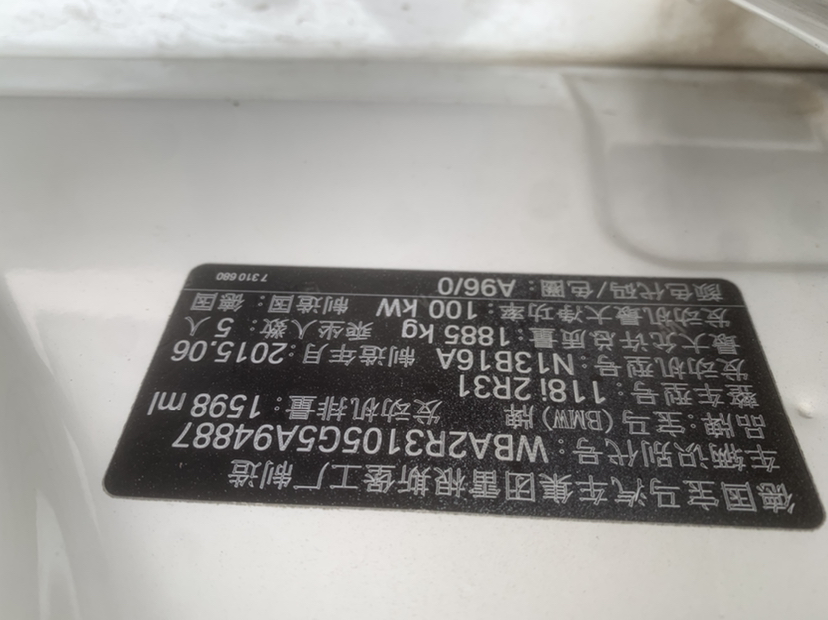 德国宝马汽车集团雷根斯堡工厂制造
车辆识别代号：WBA2R3105G5A94887
品牌：宝马(BMW)牌 发动机排量：1598 ml
整车型号：118i 2R31
发动机型号：N13B16A 制造年月：2015.06
最大允许总质量 1885 kg 乘坐人数：5 人
发动机最大净功率：100 kW 制造国：德国
颜色代码/色圖：A96/0
7 310 680